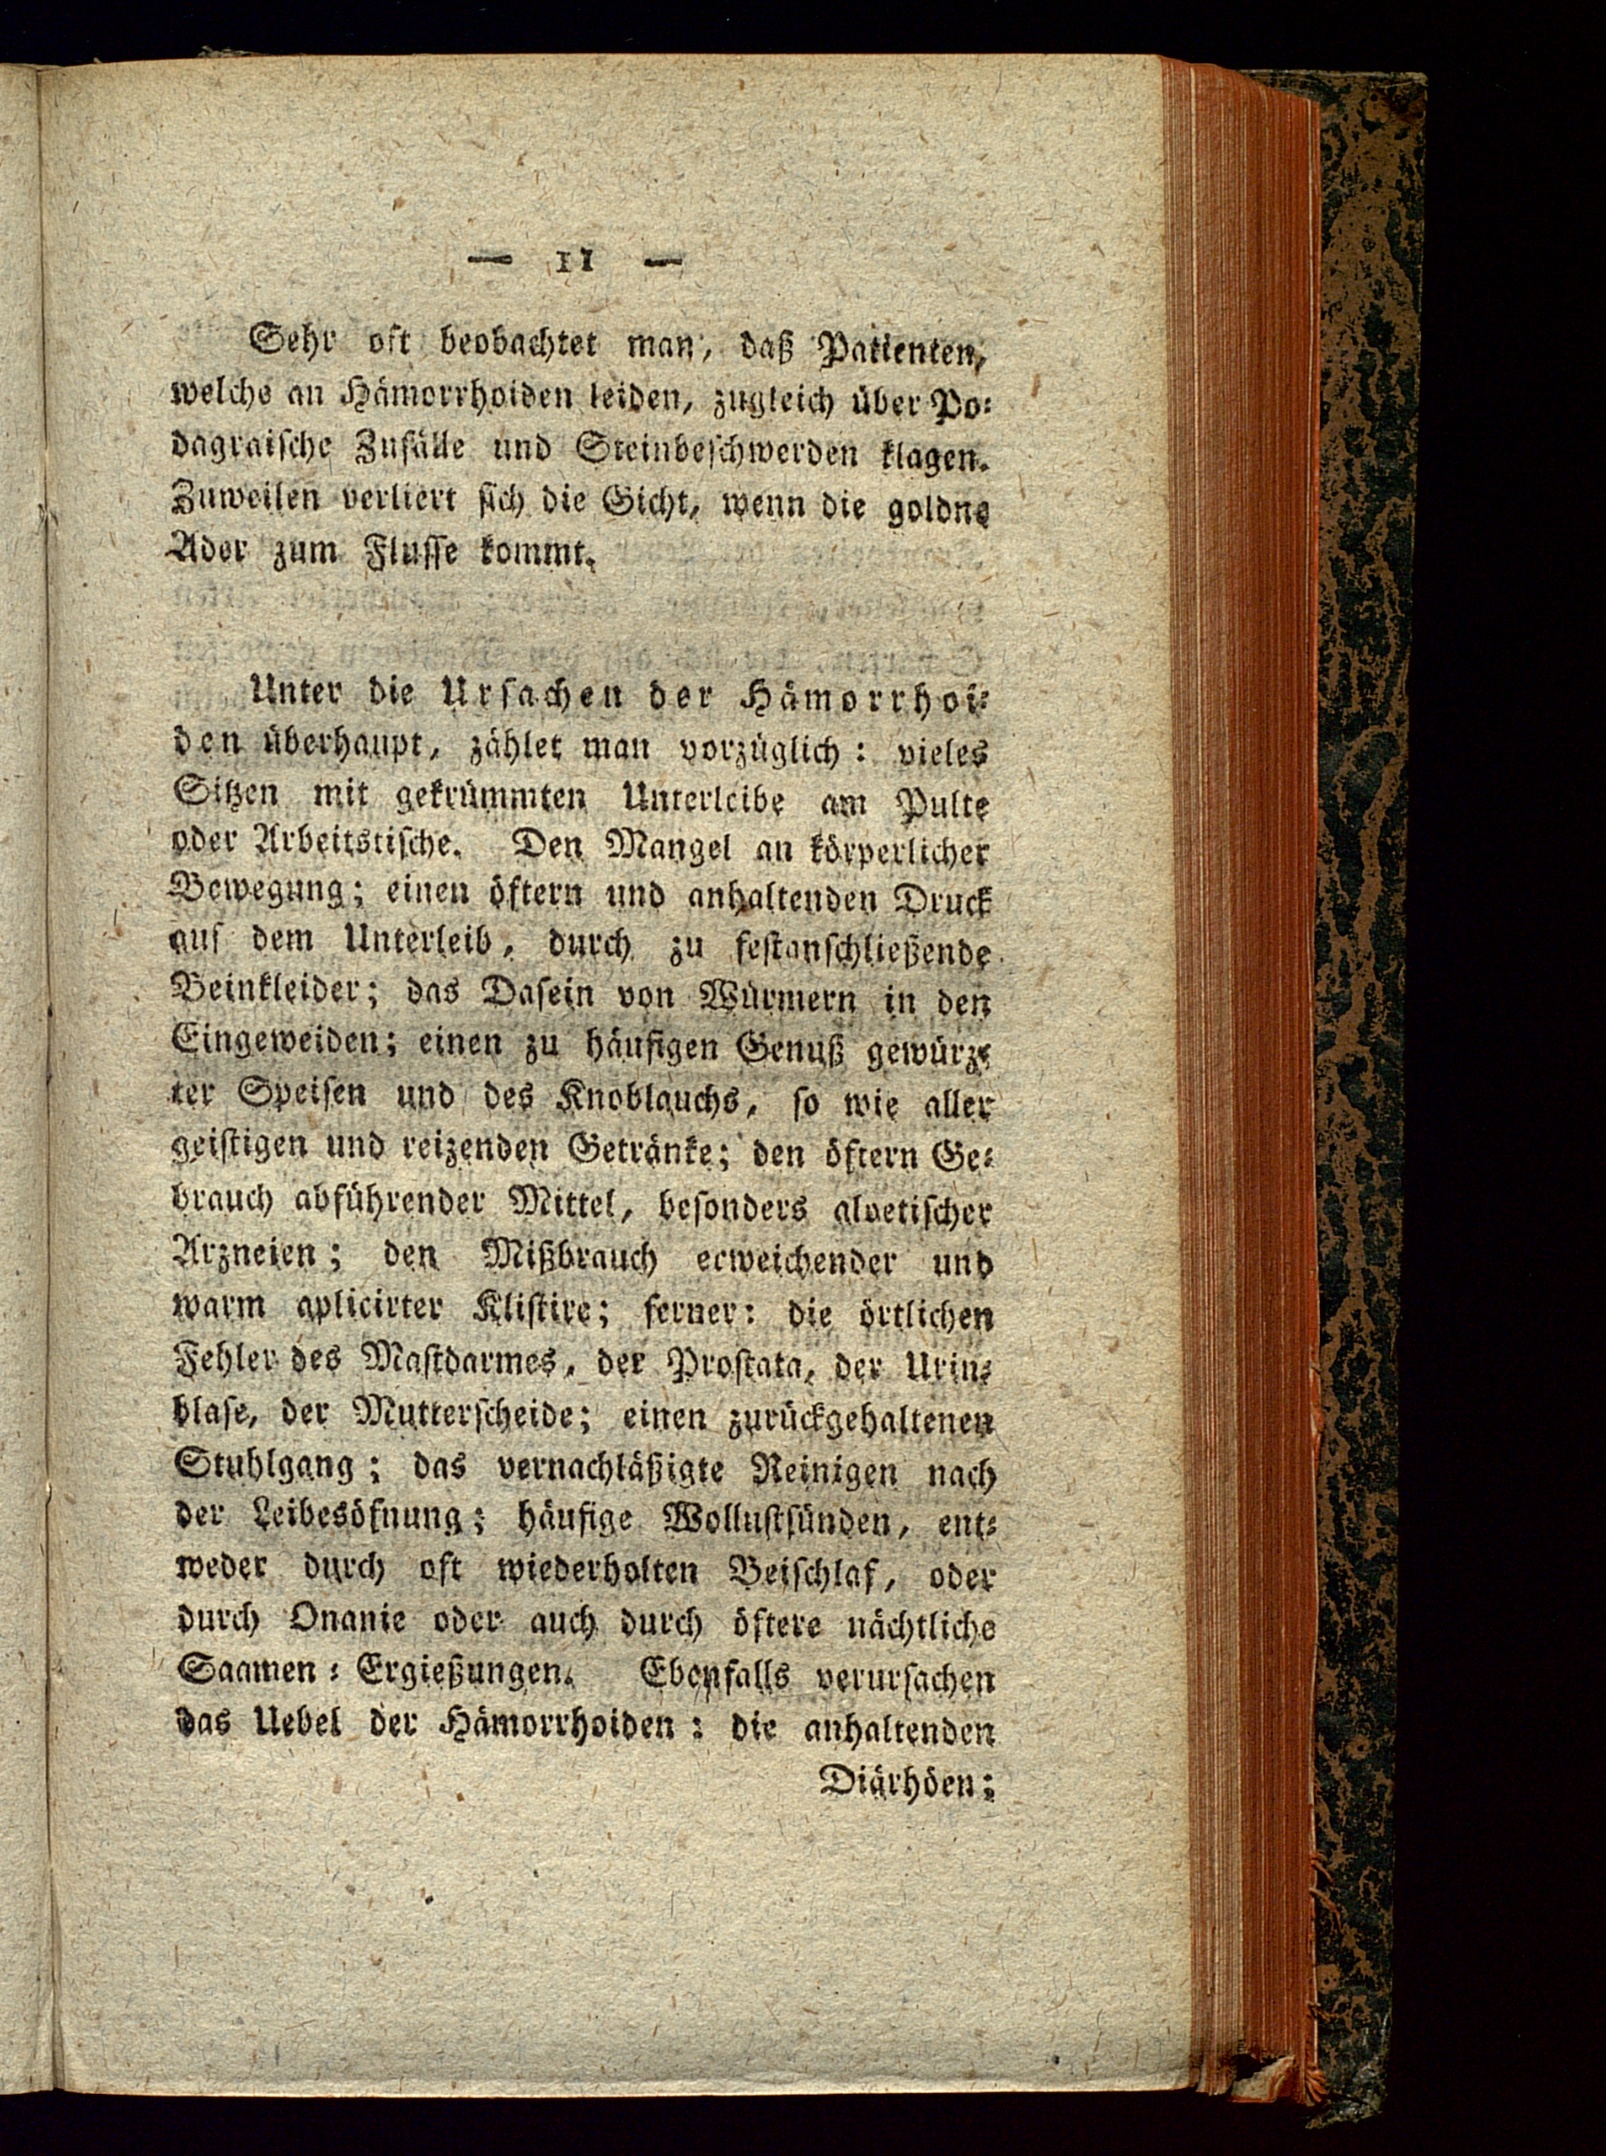 — 11 —
Sehr oft beobachtet man, daß Patienten,
welche an Hämorrhoiden leiden, zugleich über Po-
dagraische Zufälle und Steinbeschwerden klagen.
Zuweilen verliert sich die Gicht, wenn die goldne
Ader zum Flusse kommt.
Unter die Ursachen der Hämorrhoi-
den überhaupt, zählet man vorzüglich: vieles
Sitzen mit gekrümmten Unterleibe am Pulte
oder Arbeitstische. Den Mangel an körperlicher
Bewegung; einen öftern und anhaltenden Druck
auf dem Unterleib, durch zu festanschließende
Beinkleider; das Dasein von Würmern in den
Eingeweiden; einen zu häufigen Genuß gewürz-
ter Speisen und des Knoblauchs, so wie aller
geistigen und reizenden Getränke; den öftern Ge-
brauch abführender Mittel, besonders aloetischer
Arzneien; den Mißbrauch erweichender und
warm aplicirter Klistire; ferner: die örtlichen
Fehler des Mastdarmes, der Prostata, der Urin-
blase, der Mutterscheide; einen zurückgehaltenen
Stuhlgang; das vernachläßigte Reinigen nach
der Leibesöfnung; häufige Wollustsünden, ent-
weder durch oft wiederholten Beischlaf, oder
durch Onanie oder auch durch öftere nächtliche
Saamen-Ergießungen. Ebenfalls verursachen
das Uebel der Hämorrhoiden: die anhaltenden
Diärhöen;